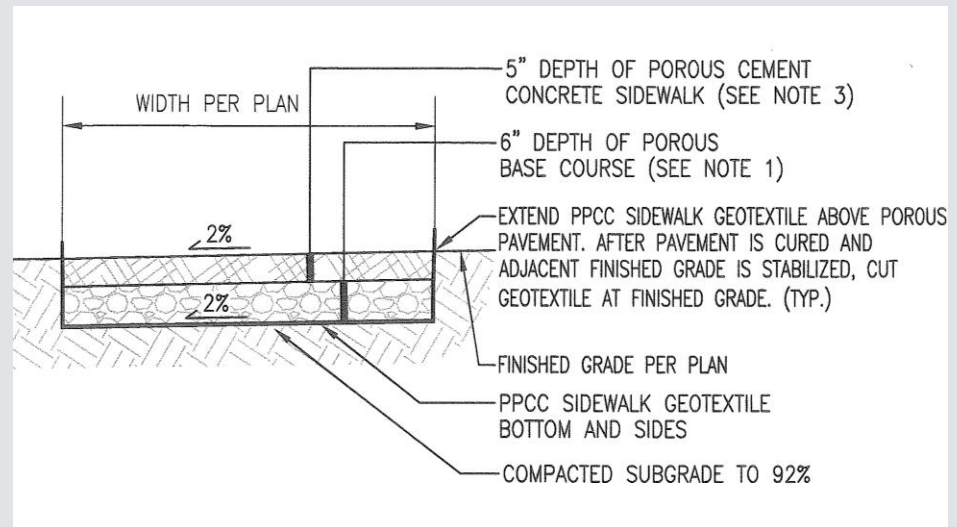 5" DEPTH OF POROUS CEMENT
CONCRETE SIDEWALK (SEE NOTE 3)
WIDTH PER PLAN
6" DEPTH OF POROUS
BASE COURSE (SEE NOTE 1)
EXTEND PPCC SIDEWALK GEOTEXTILE ABOVE POROUS
PAVEMENT. AFTER PAVEMENT IS CURED AND
ADJACENT FINISHED GRADE IS STABILIZED, CUT
GEOTEXTILE AT FINISHED GRADE. (TYP.)
2%
2%
FINISHED GRADE PER PLAN
PPCC SIDEWALK GEOTEXTILE
BOTTOM AND SIDES
COMPACTED SUBGRADE TO 92%